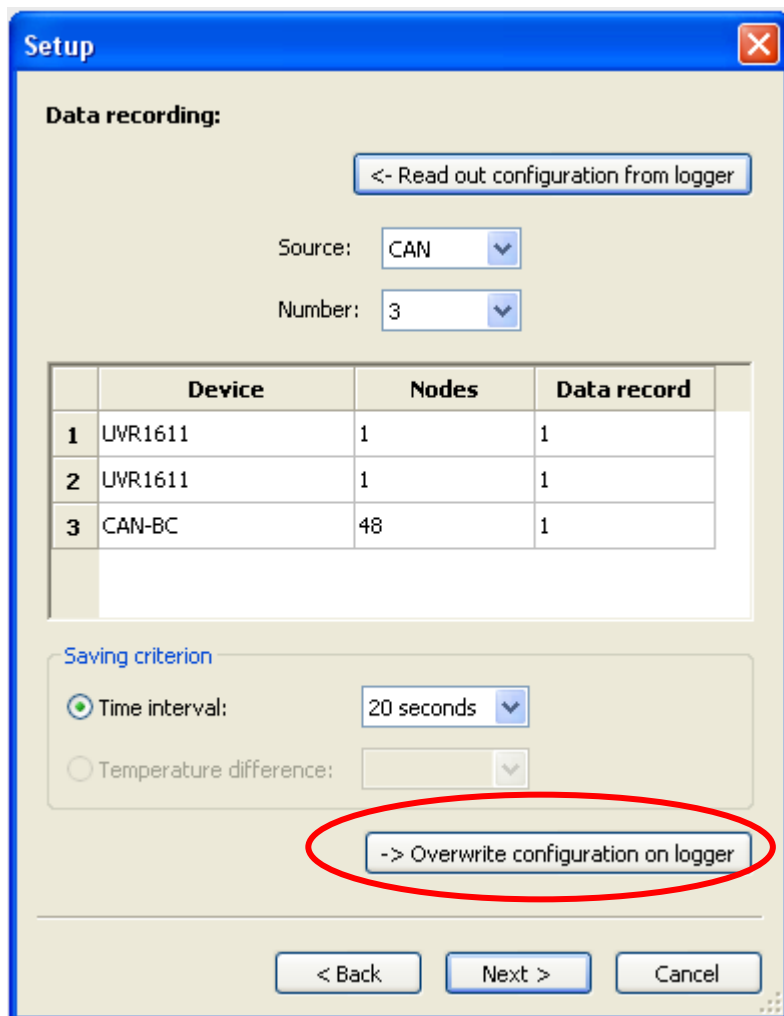 Setup
Data recording:
<- Read out configuration from logger
Source: CAN
Number: 3
Device Nodes Data record
1 UVR1611 1 1
2 UVR1611 1 1
3 CAN-BC 48 1
Saving criterion
Time interval: 20 seconds
Temperature difference:
-> Overwrite configuration on logger
< Back Next > Cancel